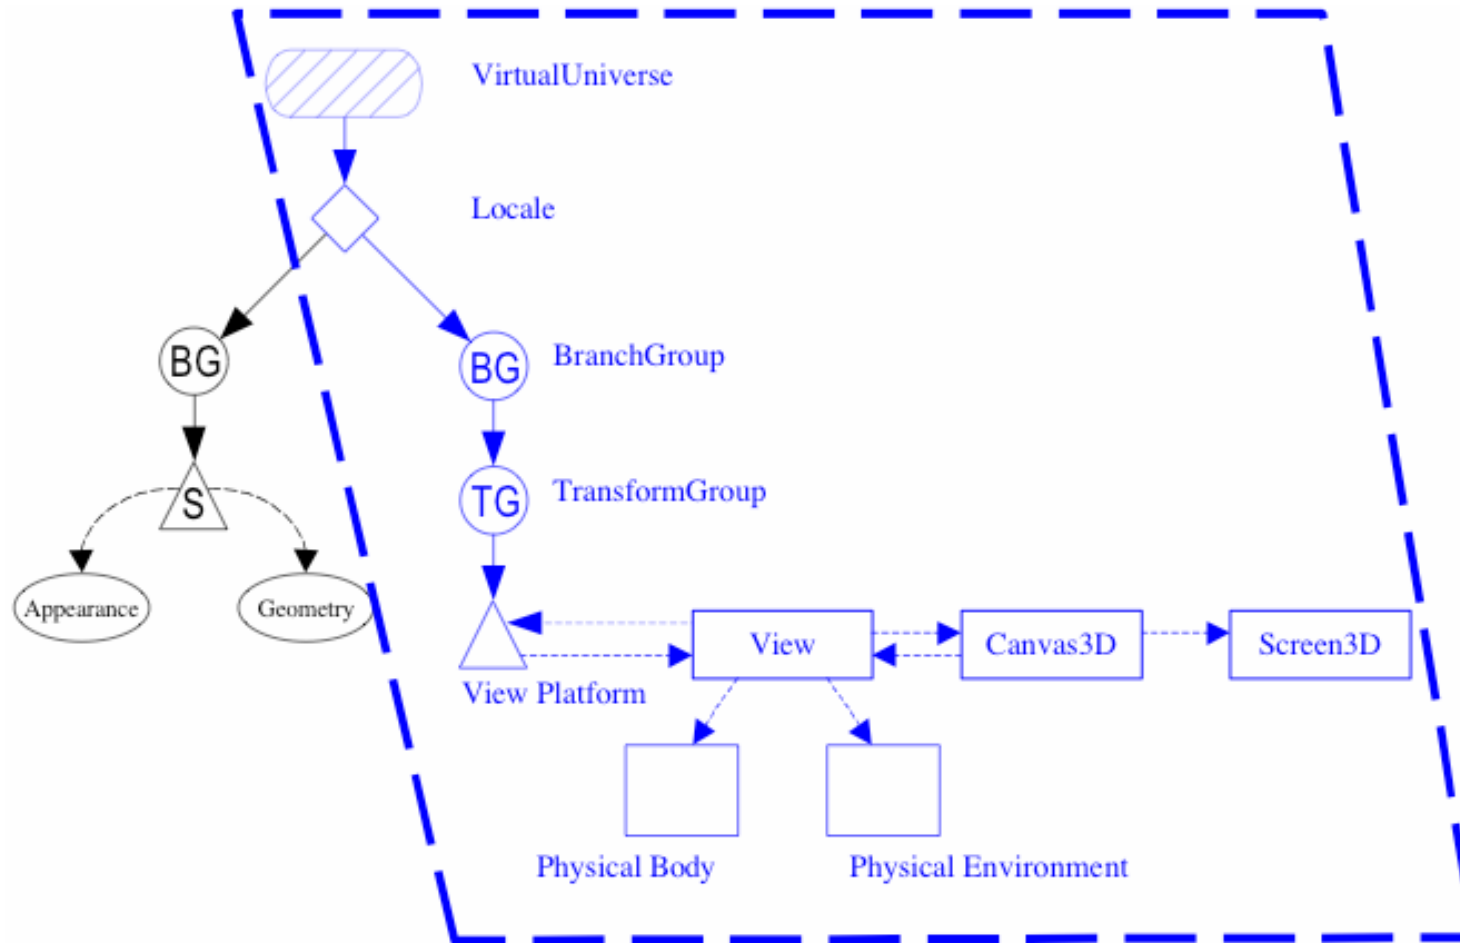 VirtualUniverse
Locale
BG
BG
BranchGroup
S
TG
TransformGroup
Appearance
Geometry
View
Canvas3D
Screen3D
View Platform
Physical Body
Physical Environment